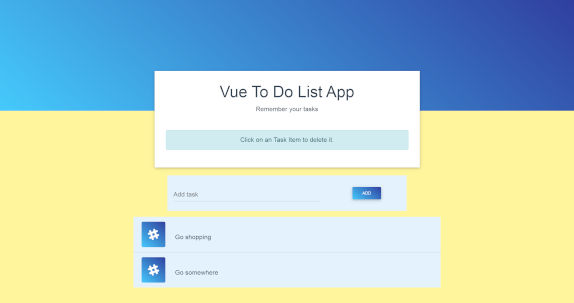 Vue To Do List App
Remember your tasks
Click on an Task Item to delete it.
Add task
ADD
Go shopping
Go somewhere